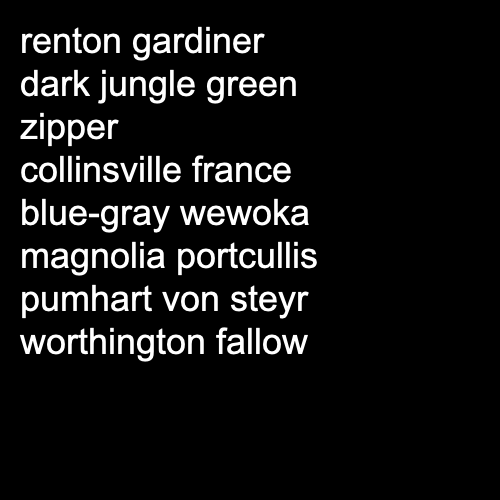 renton gardiner
dark jungle green
zipper
collinsville france
blue-gray wewoka
magnolia portcullis
pumhart von steyr
worthington fallow